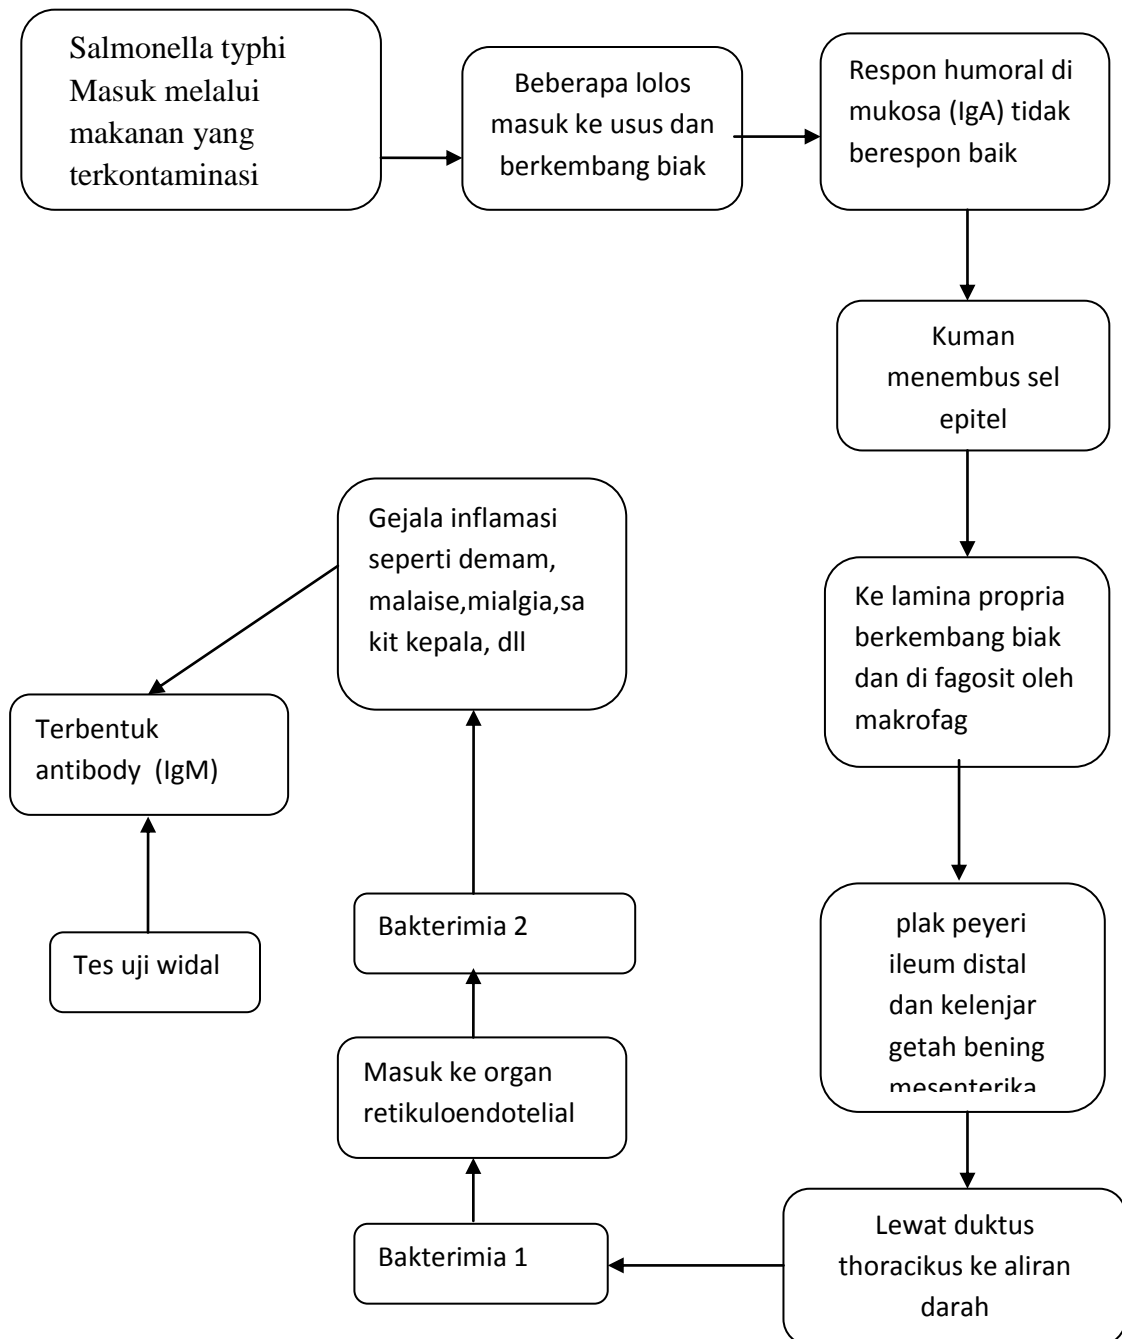 Salmonella typhi
Masuk melalui
makanan yang
terkontaminasi
Beberapa lolos
masuk ke usus dan
berkembang biak
Respon humoral di
mukosa (IgA) tidak
berespon baik
Kuman
menembus sel
epitel
Ke lamina propria
berkembang biak
dan di fagosit oleh
makrofag
plak peyeri
ileum distal
dan kelenjar
getah bening
mesenterika
Lewat duktus
thoracikus ke aliran
darah
Bakterimia 1
Masuk ke organ
retikuloendotelial
Bakterimia 2
Gejala inflamasi
seperti demam,
malaise,mialgia,sa
kit kepala, dll
Terbentuk
antibody (IgM)
Tes uji widal